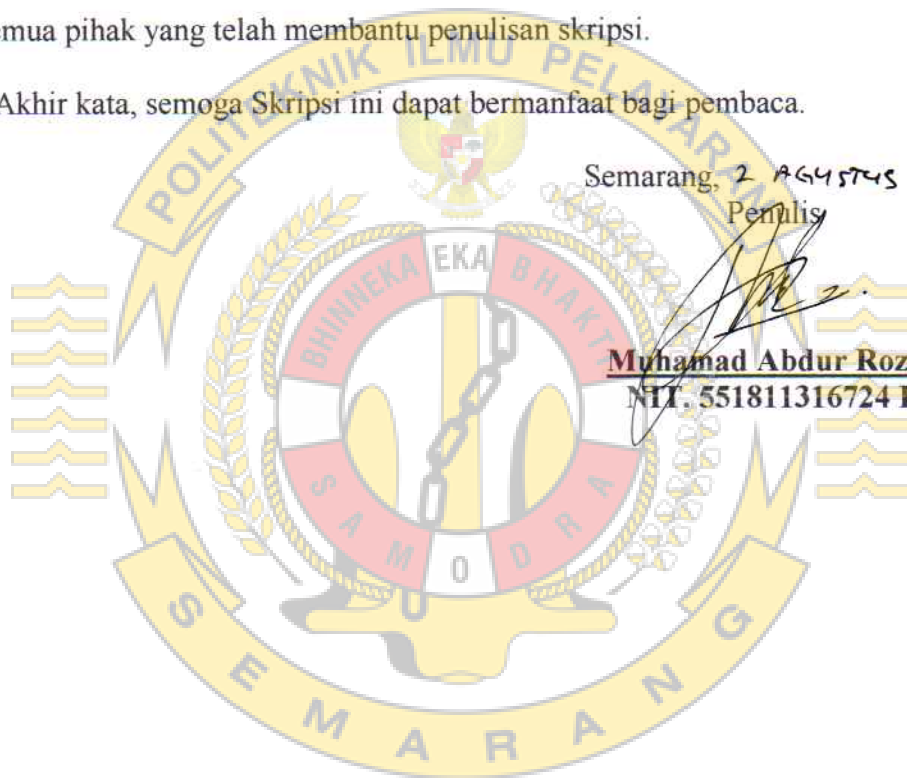 emua pihak yang telah membantu penulisan skripsi.
Akhir kata, semoga Skripsi ini dapat bermanfaat bagi pembaca.
Semarang, 2 AGUSTUS
Penulis
Muhamad Abdur Roz
NIT. 551811316724
POLITEKNIK ILMU PELAYARAN
BHINNEKA EKA BHAKTI
SAMODRA
SEMARANG